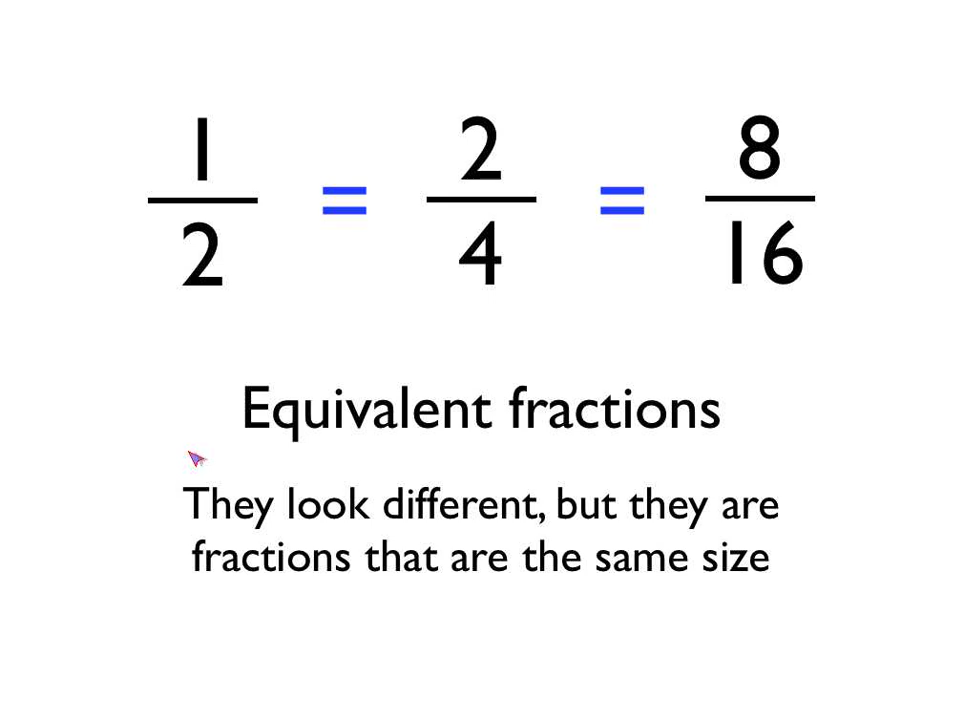 1/2 = 2/4 = 8/16
Equivalent fractions
They look different, but they are
fractions that are the same size